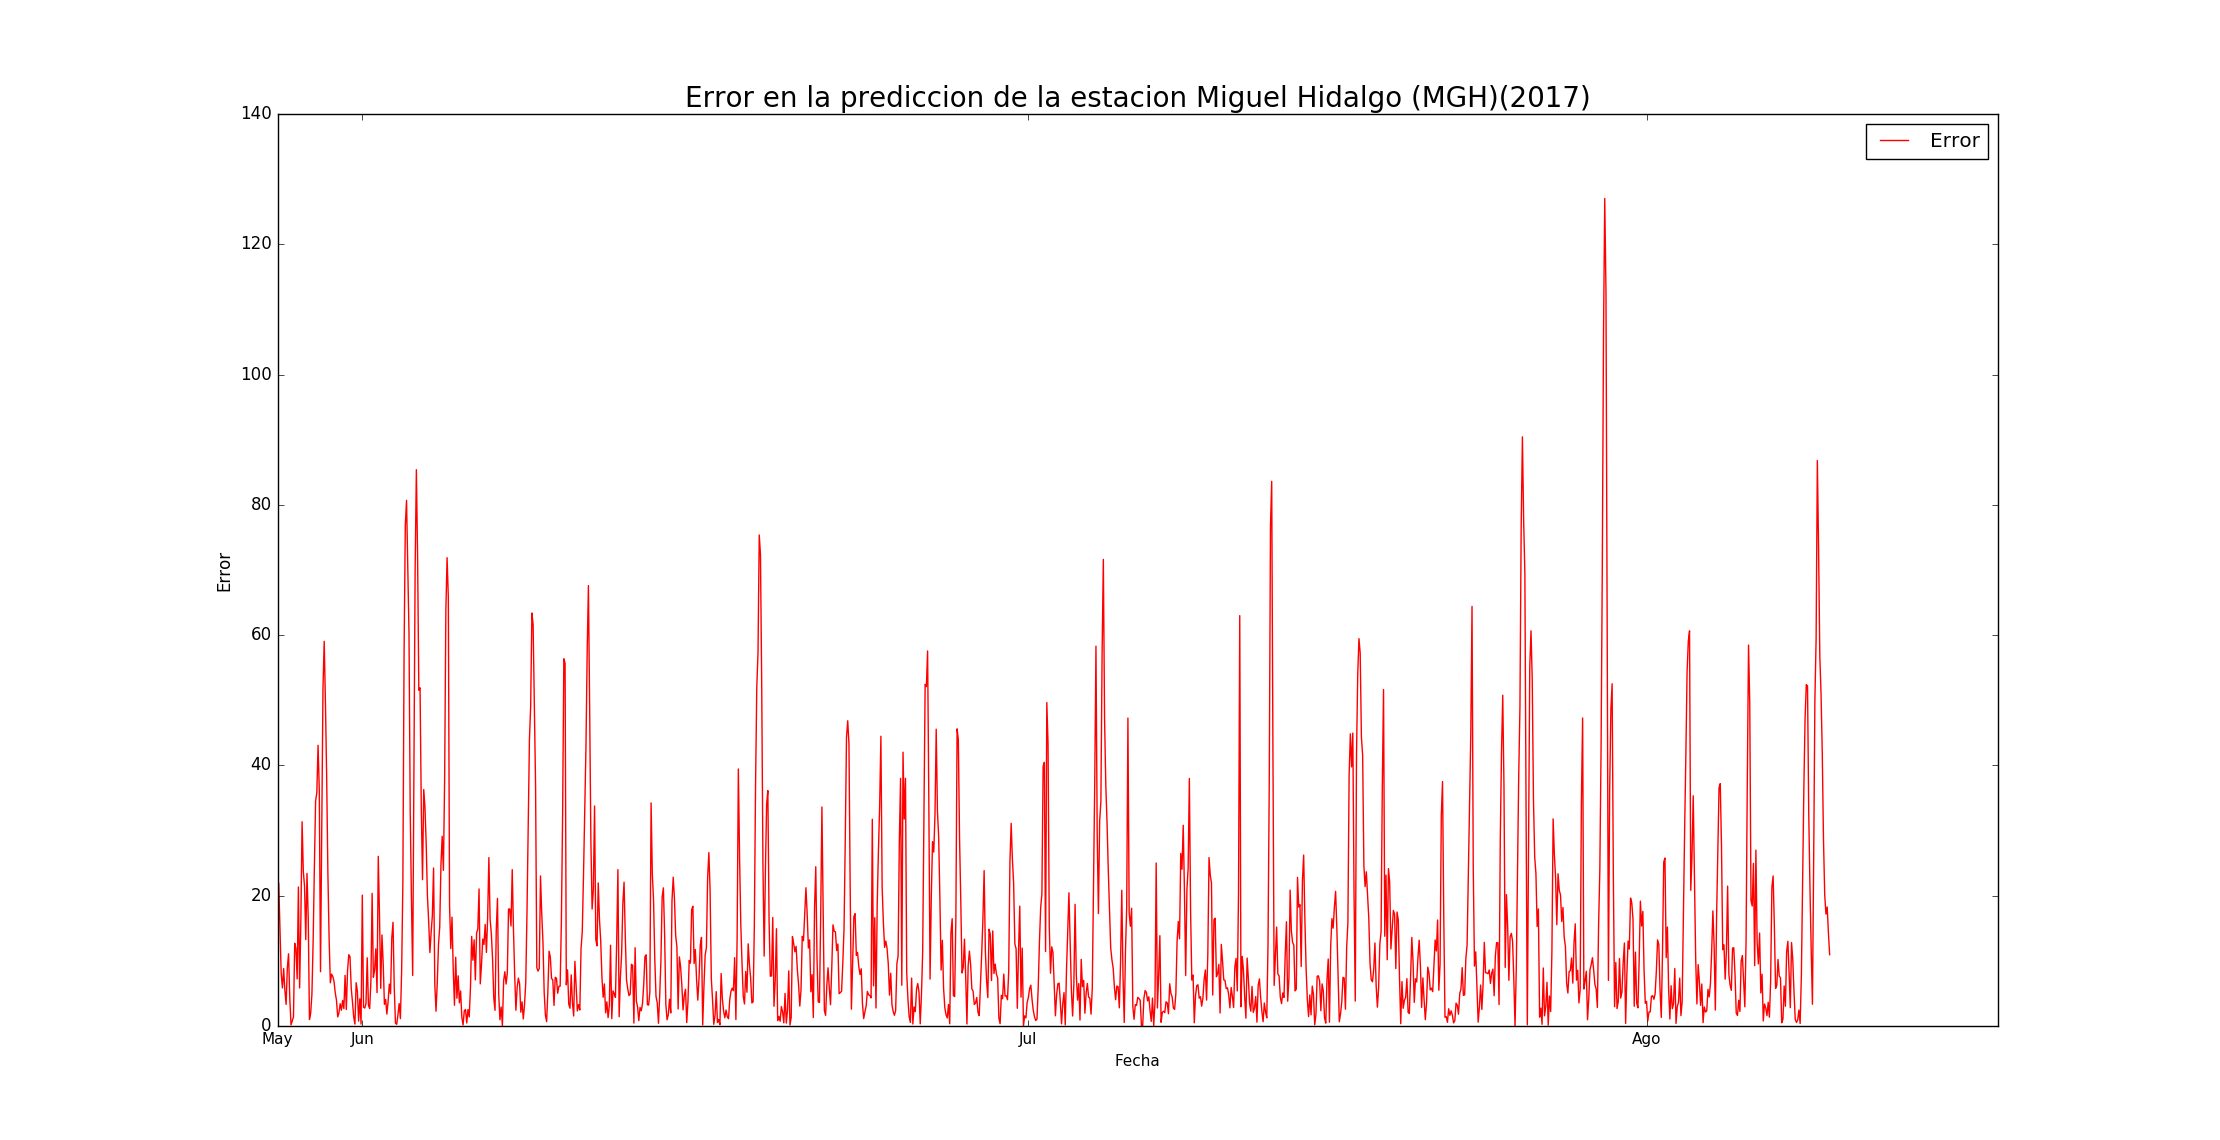 Error en la prediccion de la estacion Miguel Hidalgo (MGH)(2017)
140
120
100
80
60
40
20
0
Error
Error
May Jun Jul Ago
Fecha